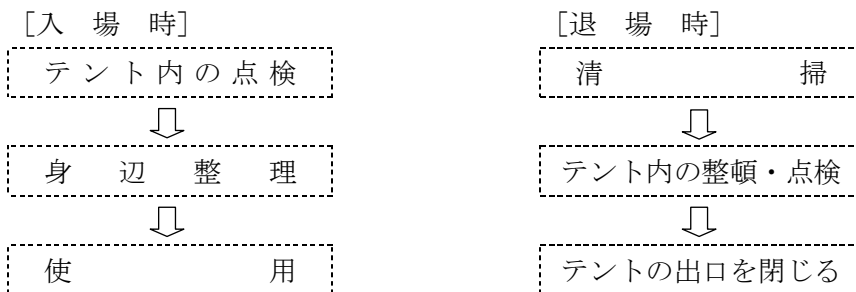 [入場時]
テント内の点検
身辺整理
使用
[退場時]
清掃
テント内の整頓・点検
テントの出口を閉じる